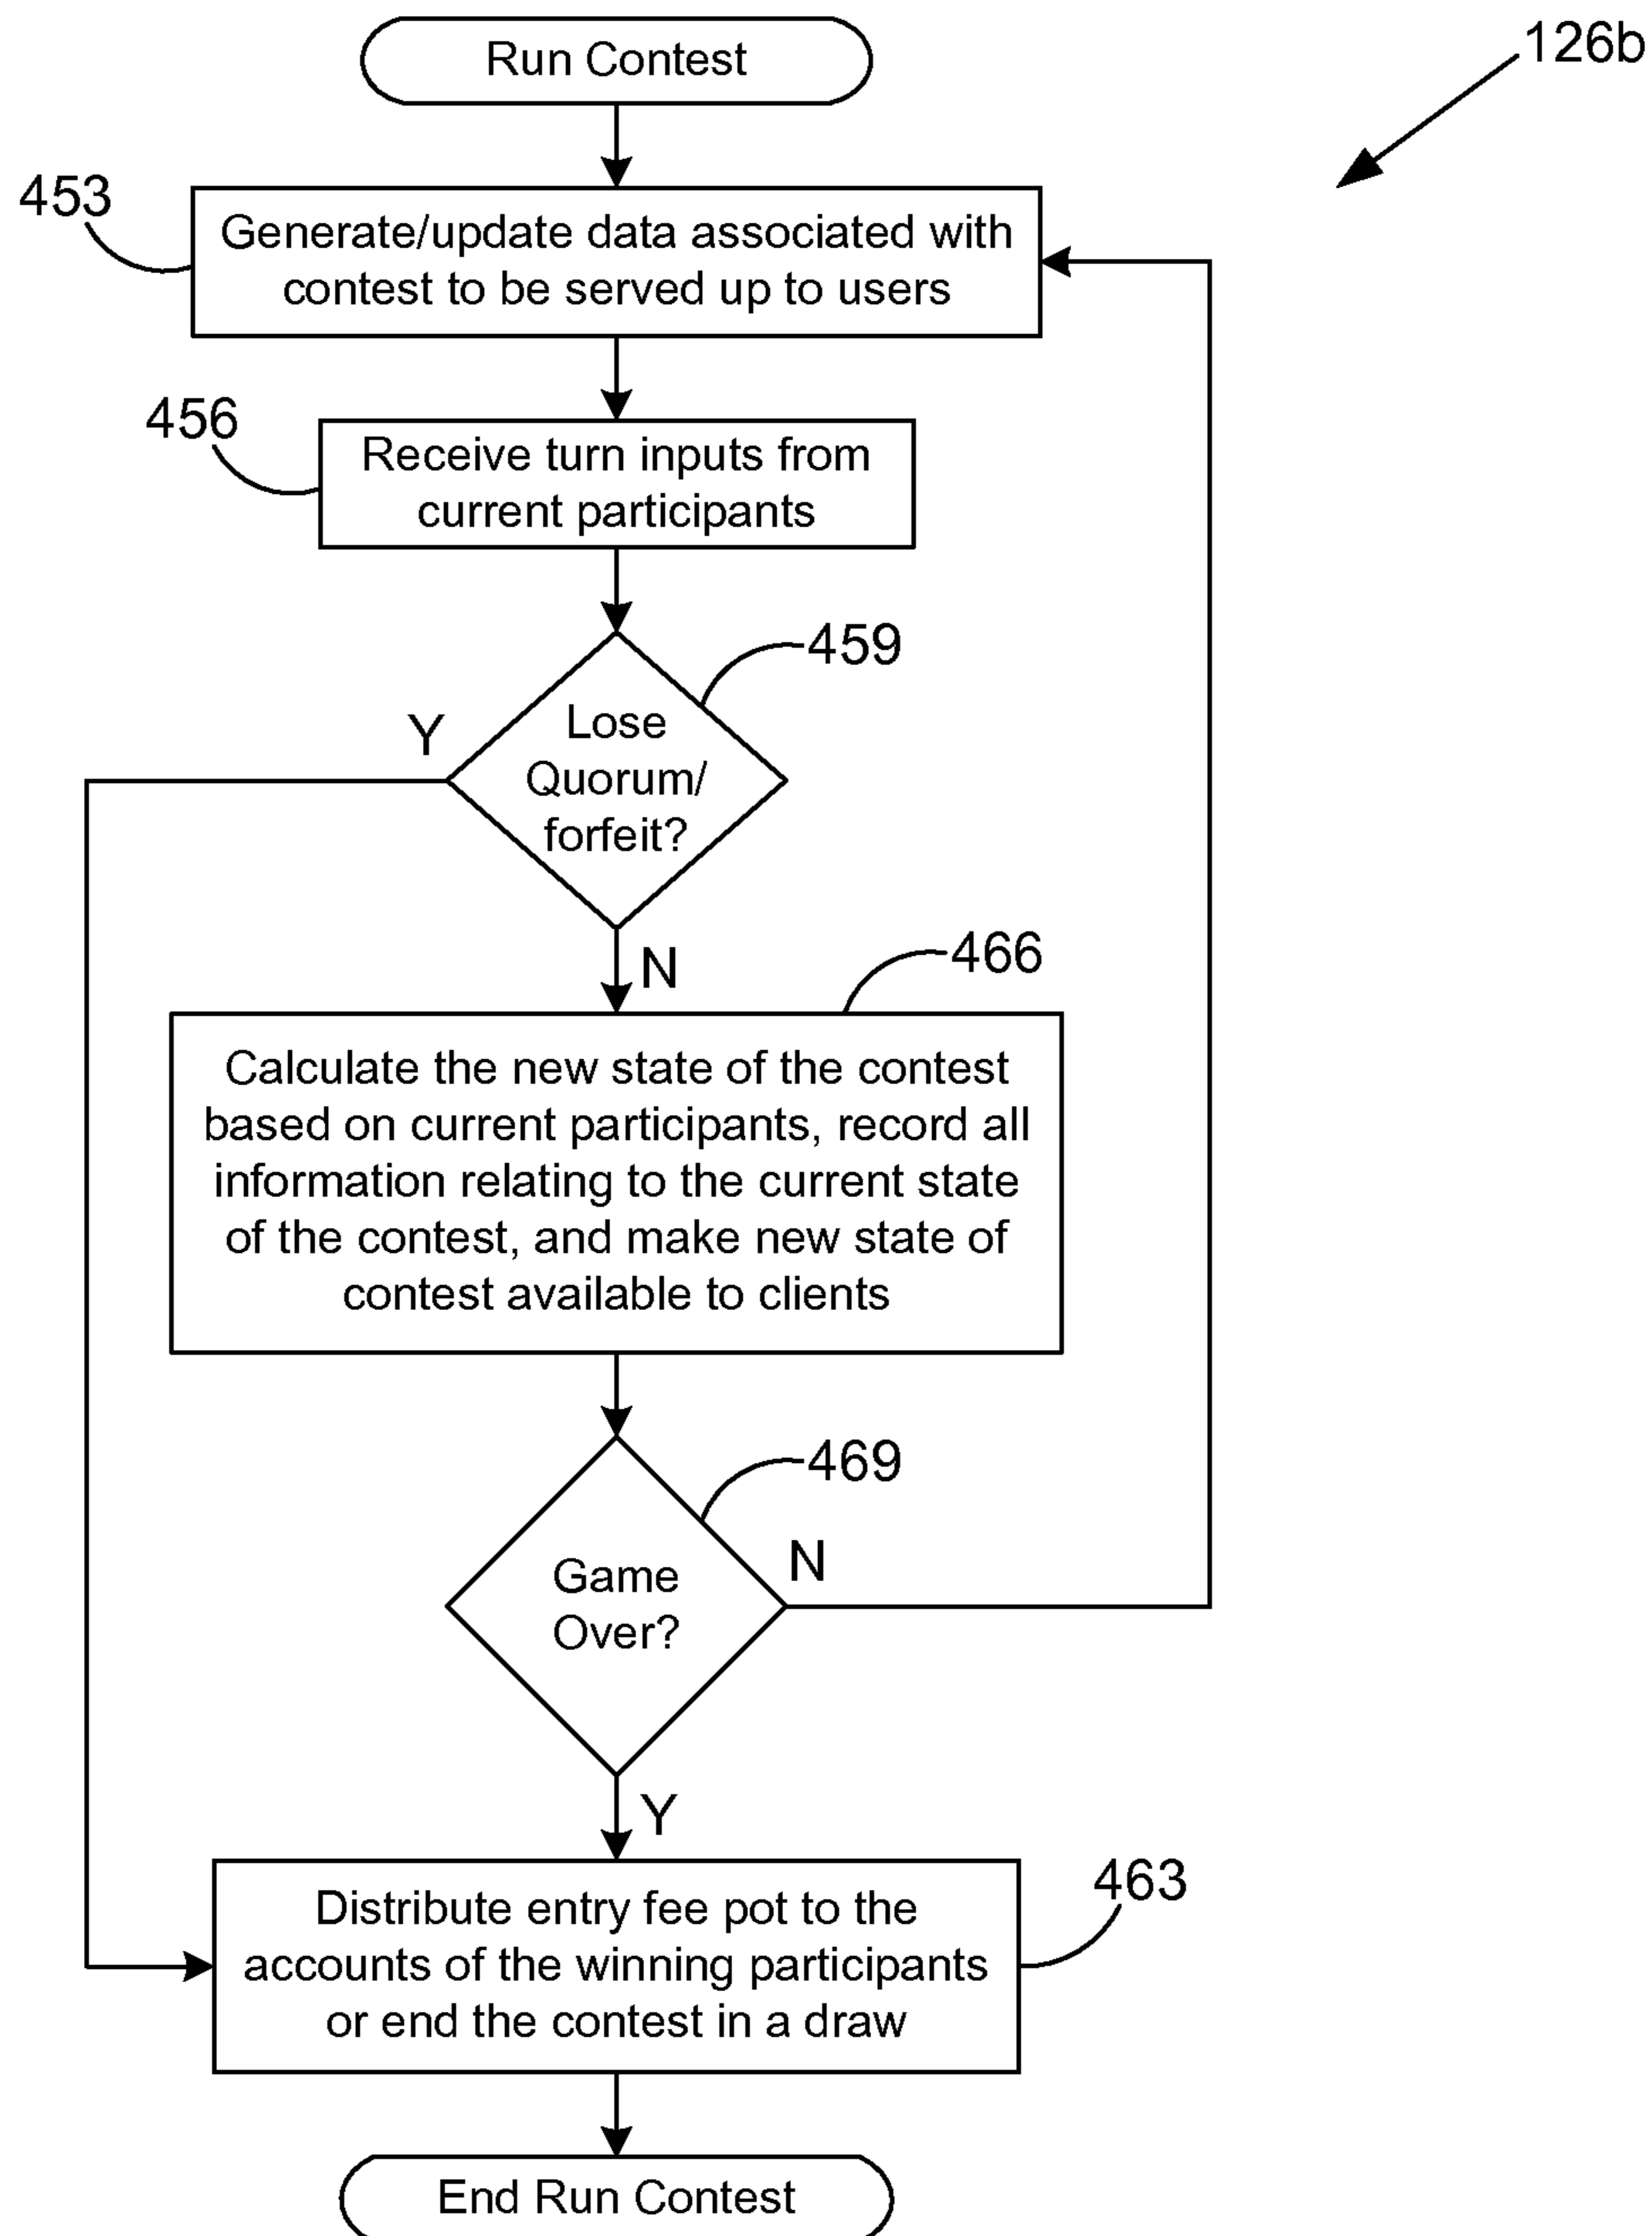 Run Contest
126b
453
Generate/update data associated with
contest to be served up to users
456
Receive turn inputs from
current participants
459
Y
Lose
Quorum/
forfeit?
N
466
Calculate the new state of the contest
based on current participants, record all
information relating to the current state
of the contest, and make new state of
contest available to clients
469
N
Game
Over?
Y
463
Distribute entry fee pot to the
accounts of the winning participants
or end the contest in a draw
End Run Contest